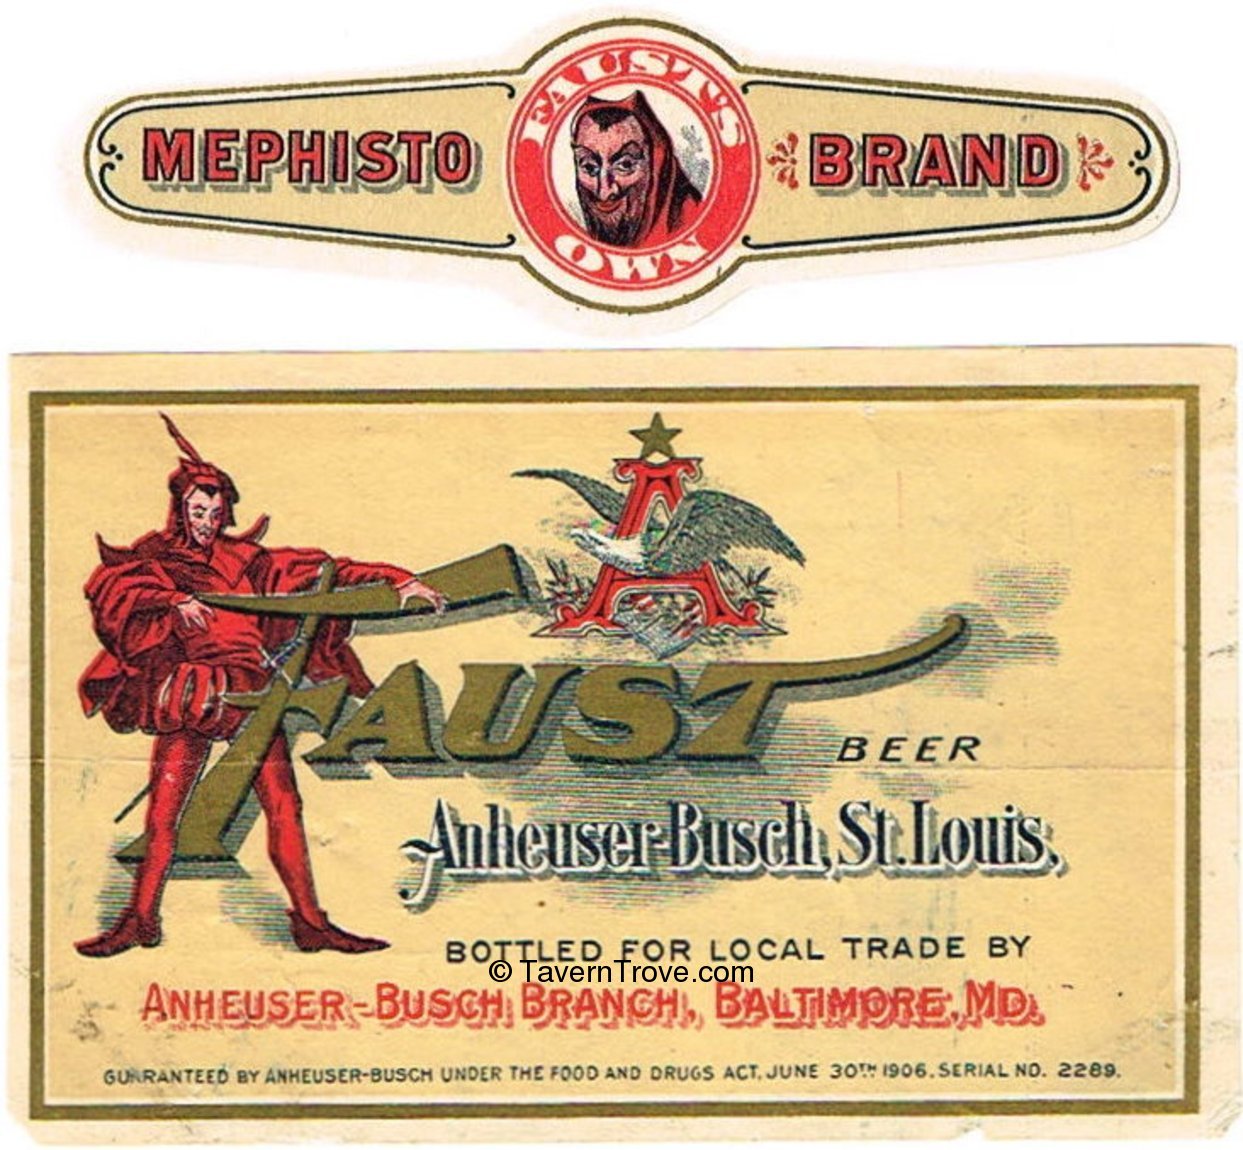 FAUST'S
MEPHISTO BRAND
OWN
A
FAUST
BEER
Anheuser-Busch, St. Louis.
BOTTLED FOR LOCAL TRADE BY
© TavernTrove.com
ANHEUSER-BUSCH BRANCH, BALTIMORE, MD.
GUARANTEED BY ANHEUSER-BUSCH UNDER THE FOOD AND DRUGS ACT, JUNE 30TH 1906. SERIAL NO. 2289.